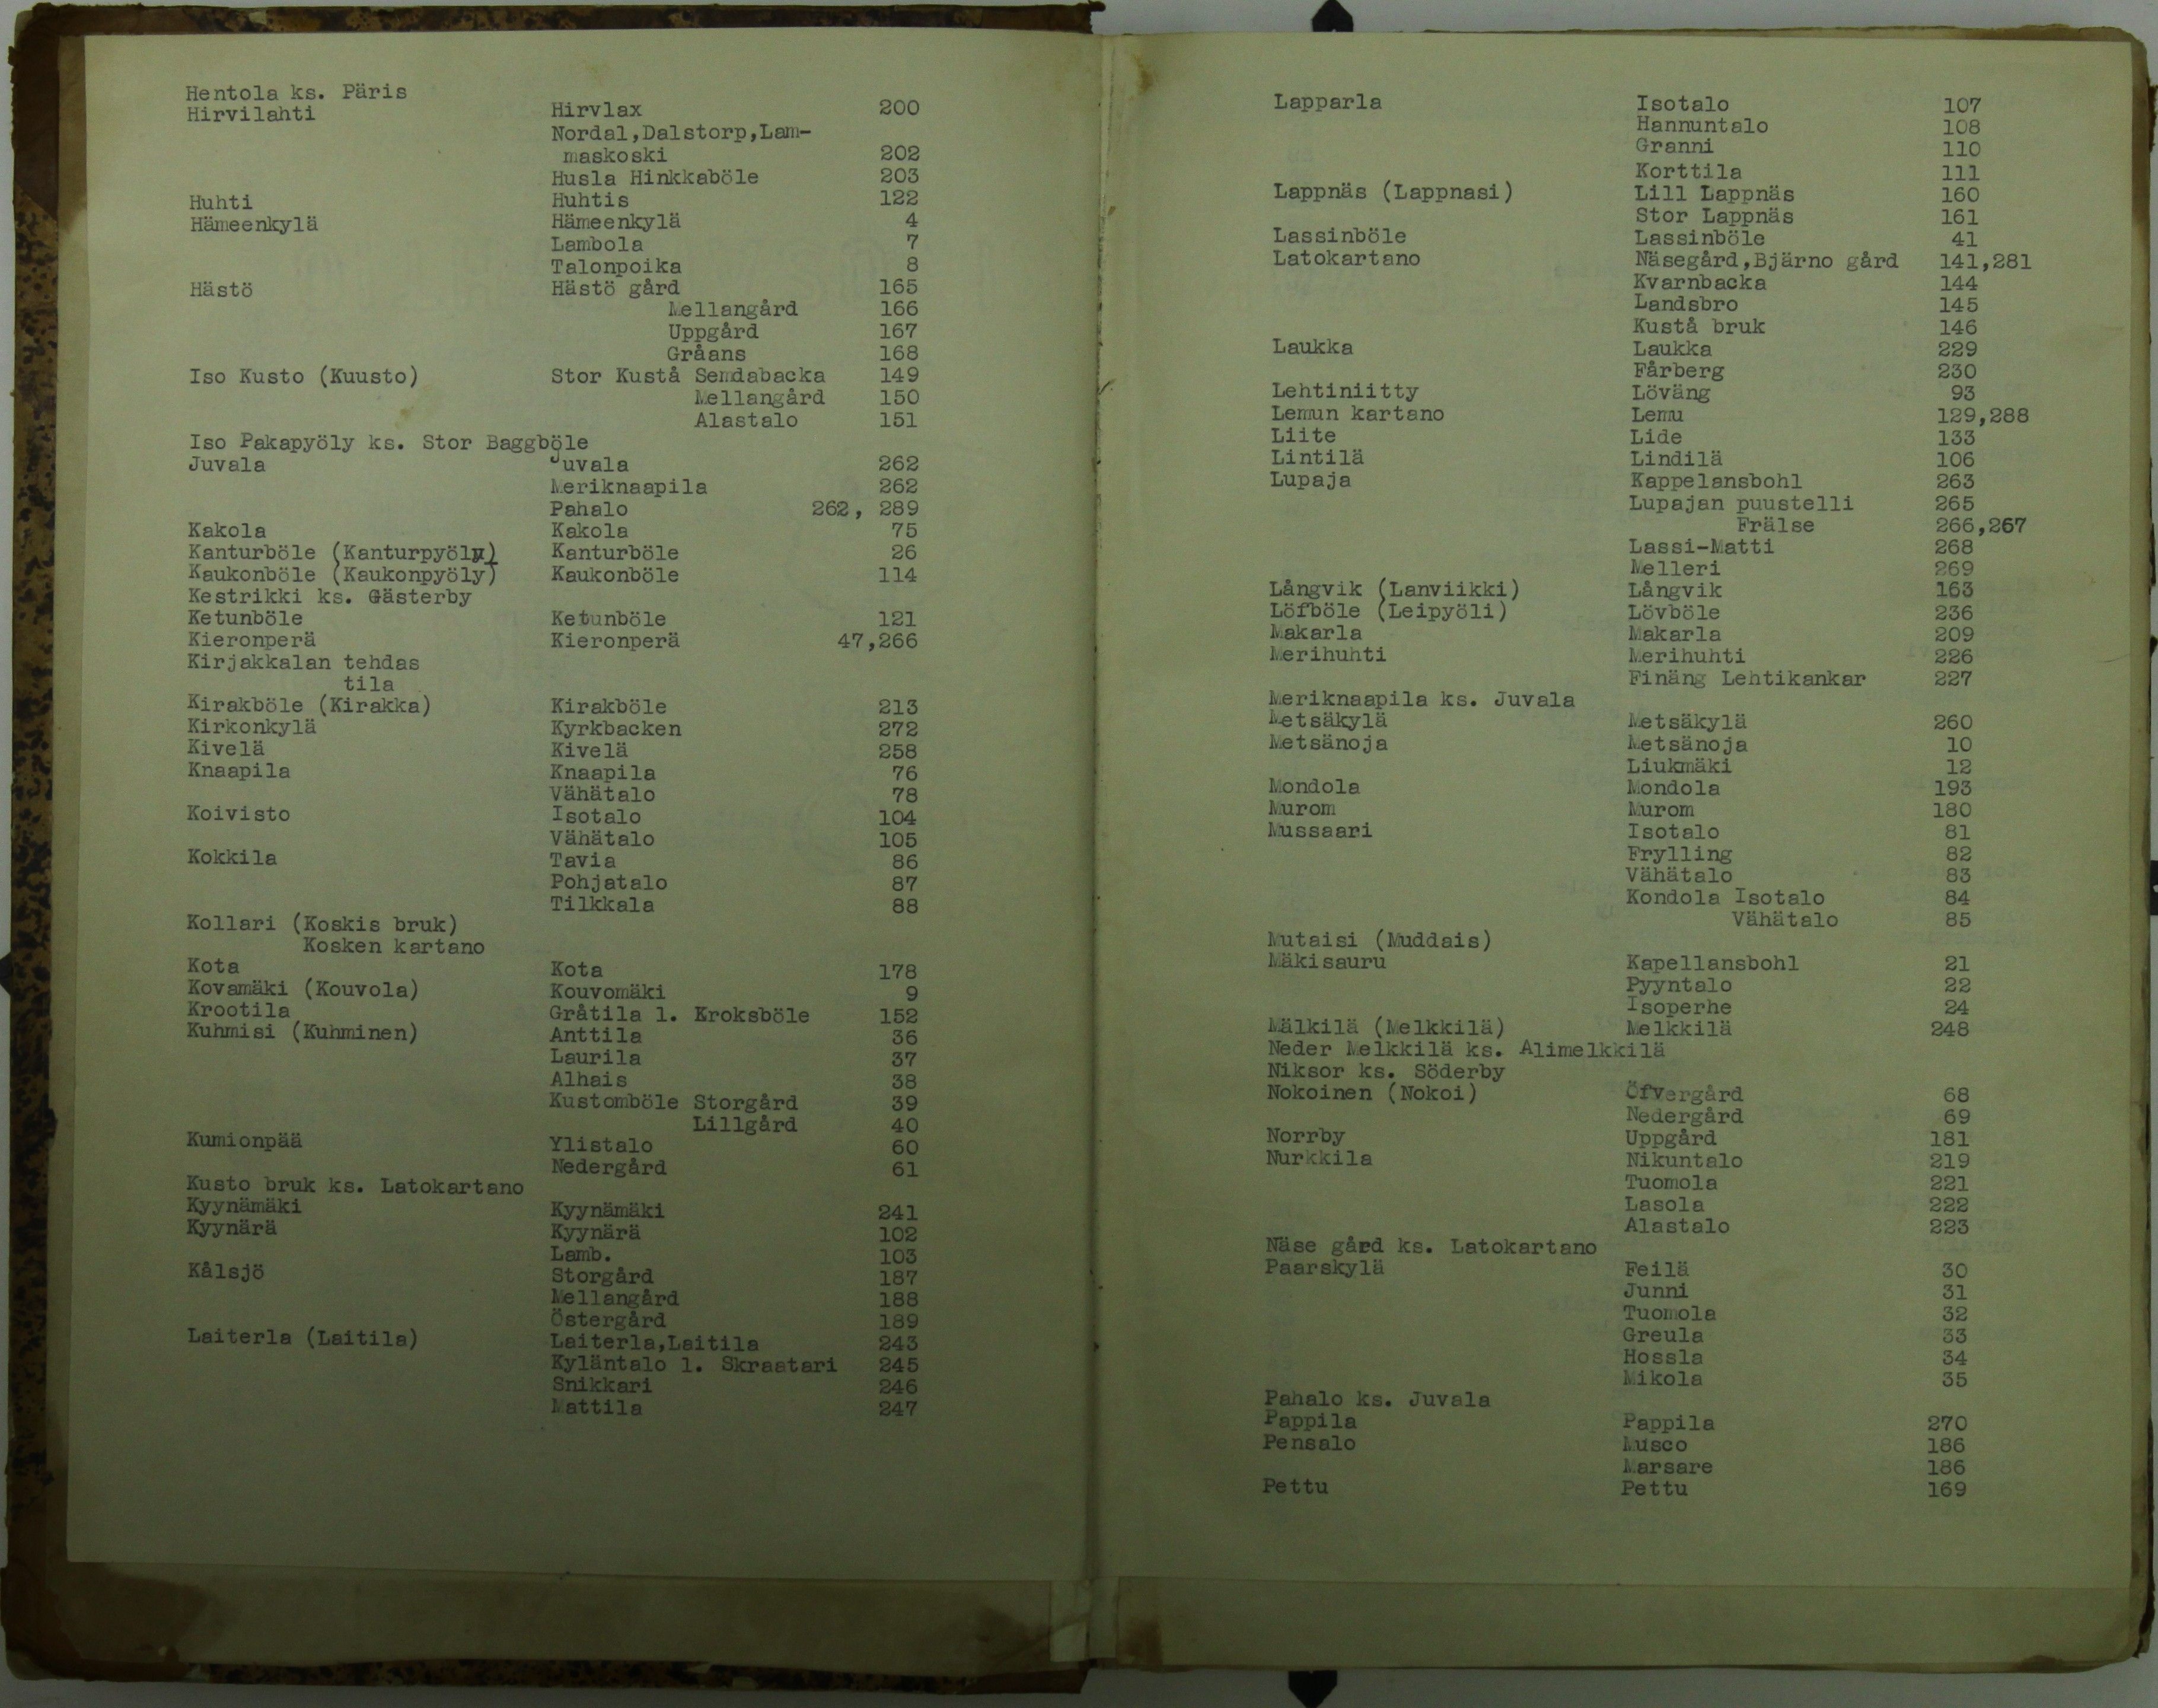 Hentola ks. Päris
Hirvilahti Hirvlax 200
Nordal,Dalstorp,Lam-
maskoski 202
Husla Hinkkaböle 203
Huhti Huhtis 122
Hämeenkylä Hämeenkylä 4
Lambola 7
Talonpoika 8
Hästö Hästö gård 165
Mellangård 166
Uppgård 167
Gråans 168
Iso Kusto (Kuusto) Stor Kustå Semdabacka 149
Mellangård 150
Alastalo 151
Iso Pakapyöly ks. Stor Baggböle
Juvala Juvala 262
Meriknaapila 262
Pahalo 262, 289
Kakola Kakola 75
Kanturböle (Kanturpyöly) Kanturböle 26
Kaukonböle (Kaukonpyöly) Kaukonböle 114
Kestrikki ks. Gästerby
Ketunböle Ketunböle 121
Kieronperä Kieronperä 47,266
Kirjakkalan tehdas
tila
Kirakböle (Kirakka) Kirakböle 213
Kirkonkylä Kyrkbacken 272
Kivelä Kivelä 258
Knaapila Knaapila 76
Vähätalo 78
Koivisto Isotalo 104
Vähätalo 105
Kokkila Tavia 86
Pohjatalo 87
Tilkkala 88
Kollari (Koskis bruk)
Kosken kartano
Kota Kota 178
Kovamäki (Kouvola) Kouvomäki 9
Krootila Gråtila l. Kroksböle 152
Kuhmisi (Kuhminen) Anttila 36
Laurila 37
Alhais 38
Kustomböle Storgård 39
Lillgård 40
Kumionpää Ylistalo 60
Nedergård 61
Kusto bruk ks. Latokartano
Kyynämäki Kyynämäki 241
Kyynärä Kyynärä 102
Lamb. 103
Kålsjö Storgård 187
Mellangård 188
Östergård 189
Laiterla (Laitila) Laiterla,Laitila 243
Kyläntalo l. Skraatari 245
Snikkari 246
Mattila 247
Lapparla Isotalo 107
Hannuntalo 108
Granni 110
Korttila 111
Lappnäs (Lappnasi) Lill Lappnäs 160
Stor Lappnäs 161
Lassinböle Lassinböle 41
Latokartano Näsegård,Bjärno gård 141,281
Kvarnbacka 144
Landsbro 145
Kustå bruk 146
Laukka Laukka 229
Fårberg 230
Lehtiniitty Löväng 93
Lemun kartano Lemu 129,288
Liite Lide 133
Lintilä Lindilä 106
Lupaja Kappelansbohl 263
Lupajan puustelli 265
Frälse 266,267
Lassi-Matti 268
Melleri 269
Långvik (Lanviikki) Långvik 163
Löfböle (Leipyöli) Lövböle 236
Makarla Makarla 209
Merihuhti Merihuhti 226
Finäng Lehtikankar 227
Meriknaapila ks. Juvala
Metsäkylä Metsäkylä 260
Metsänoja Metsänoja 10
Liukmäki 12
Mondola Mondola 193
Murom Murom 180
Mussaari Isotalo 81
Frylling 82
Vähätalo 83
Kondola Isotalo 84
Vähätalo 85
Mutaisi (Muddais)
Mäkisauru Kapellansbohl 21
Pyyntalo 22
Isoperhe 24
Mälkilä (Melkkilä) Melkkilä 248
Neder Melkkilä ks. Alimelkkilä
Niksor ks. Söderby
Nokoinen (Nokoi) Öfvergård 68
Nedergård 69
Norrby Uppgård 181
Nurkkila Nikuntalo 219
Tuomola 221
Lasola 222
Alastalo 223
Näse gård ks. Latokartano
Paarskylä Feilä 30
Junni 31
Tuomola 32
Greula 33
Hossla 34
Mikola 35
Pahalo ks. Juvala
Pappila Pappila 270
Pensalo Musco 186
Marsare 186
Pettu Pettu 169